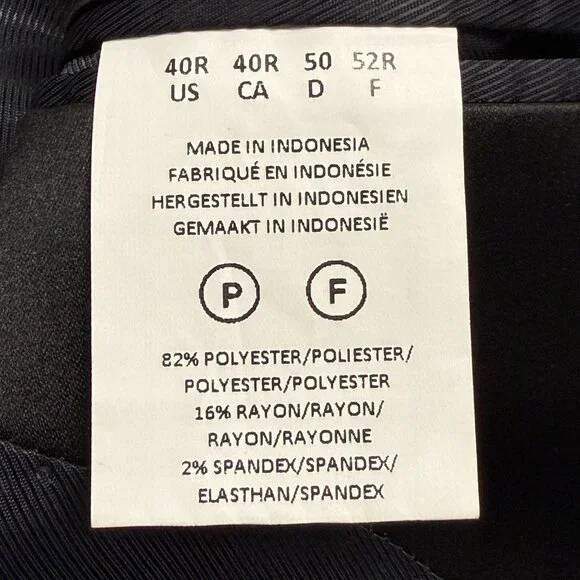 40R 40R 50 52R
US CA D F
MADE IN INDONESIA
FABRIQUÉ EN INDONÉSIE
HERGESTELLT IN INDONESIEN
GEMAAKT IN INDONESIË
P F
82% POLYESTER/POLIESTER/
POLYESTER/POLYESTER
16% RAYON/RAYON/
RAYON/RAYONNE
2% SPANDEX/SPANDEX/
ELASTHAN/SPANDEX